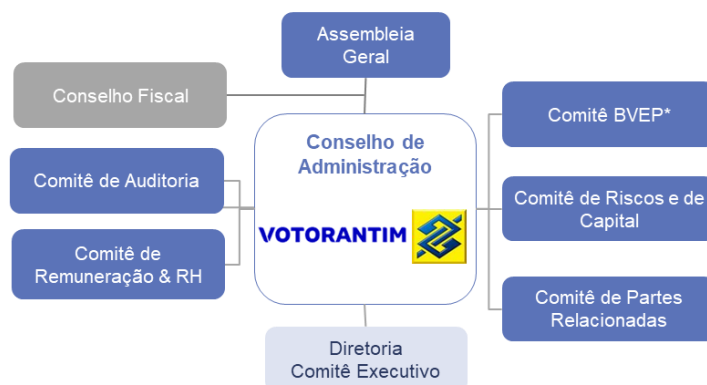 Assembleia
Geral
Conselho Fiscal
Conselho de
Administração
VOTORANTIM
Comitê de Auditoria
Comitê de
Remuneração & RH
Comitê BVEP*
Comitê de Riscos e de
Capital
Comitê de Partes
Relacionadas
Diretoria
Comitê Executivo